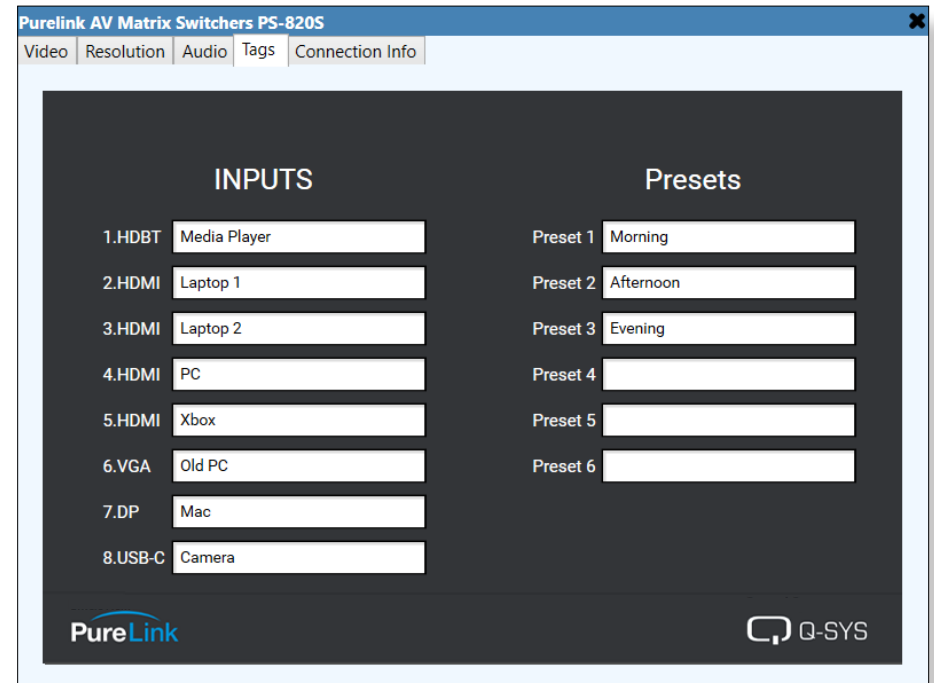 Purelink AV Matrix Switchers PS-820S
Video Resolution Audio Tags Connection Info
INPUTS
1.HDBT Media Player
2.HDMI Laptop 1
3.HDMI Laptop 2
4.HDMI PC
5.HDMI Xbox
6.VGA Old PC
7.DP Mac
8.USB-C Camera
Presets
Preset 1 Morning
Preset 2 Afternoon
Preset 3 Evening
Preset 4
Preset 5
Preset 6
PureLink
Q-SYS